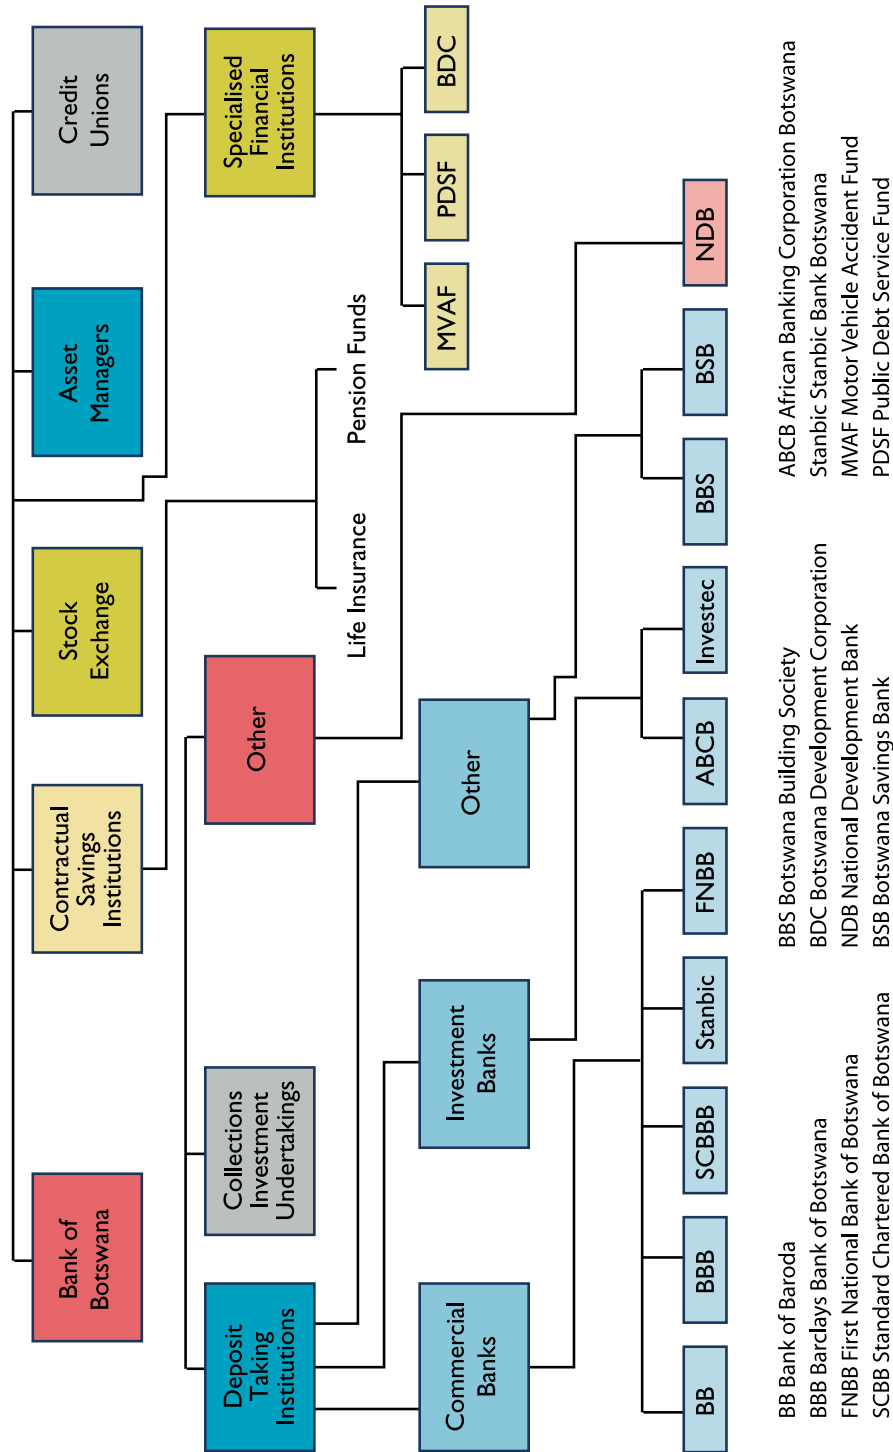 Bank of
Botswana
Contractual
Savings
Institutions
Stock
Exchange
Asset
Managers
Credit
Unions
Deposit
Taking
Institutions
Collections
Investment
Undertakings
Other
Specialised
Financial
Institutions
Life Insurance
Pension Funds
Commercial
Banks
Investment
Banks
Other
MVAF
PDSF
BDC
BB
BBB
SCBBB
Stanbic
FNBB
ABCB
Investec
BBS
BSB
NDB
BB Bank of Baroda
BBB Barclays Bank of Botswana
FNBB First National Bank of Botswana
SCBB Standard Chartered Bank of Botswana
BBS Botswana Building Society
BDC Botswana Development Corporation
NDB National Development Bank
BSB Botswana Savings Bank
ABCB African Banking Corporation Botswana
Stanbic Stanbic Bank Botswana
MVAF Motor Vehicle Accident Fund
PDSF Public Debt Service Fund